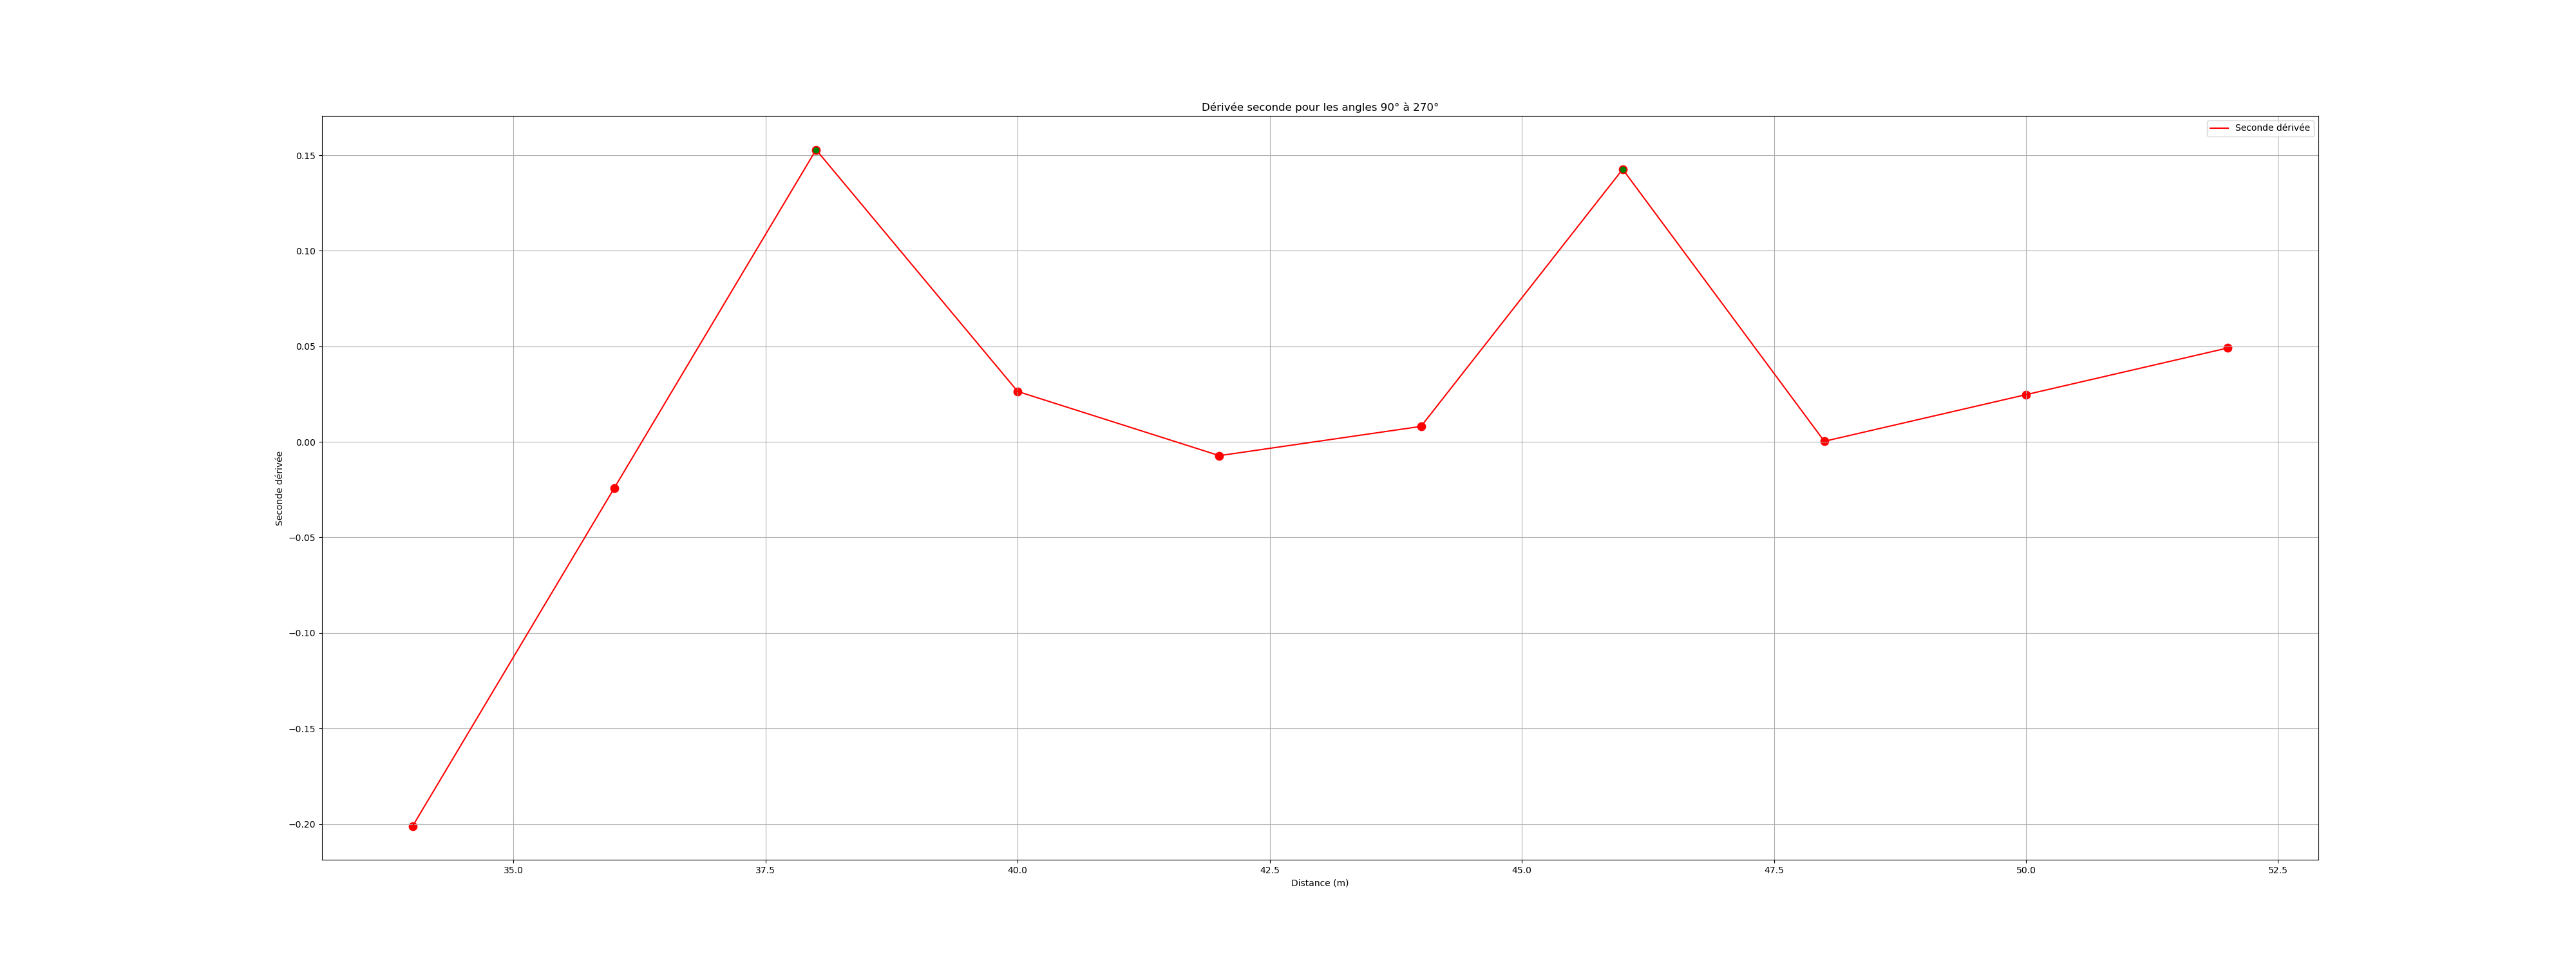 Dérivée seconde pour les angles 90° à 270°
Seconde dérivée
0.15
0.10
0.05
0.00
−0.05
−0.10
−0.15
−0.20
Seconde dérivée
35.0 37.5 40.0 42.5 45.0 47.5 50.0 52.5
Distance (m)